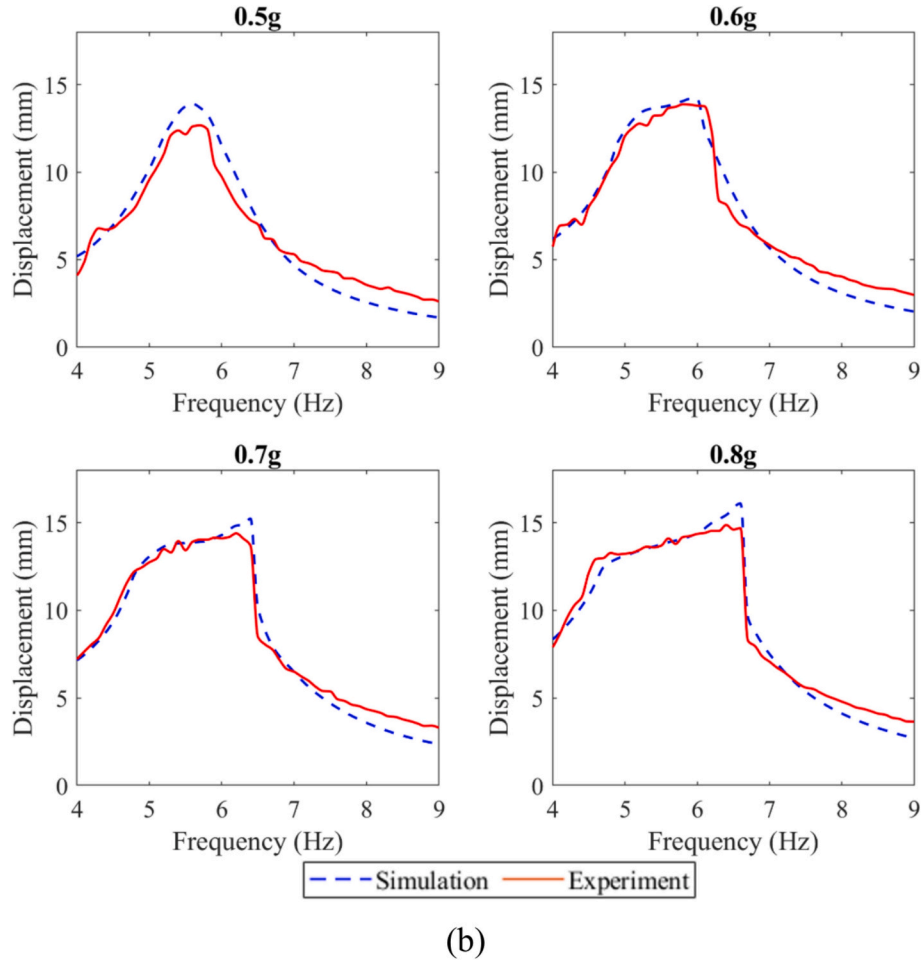 0.5g
0.6g
Displacement (mm)
15
10
5
0
4 5 6 7 8 9
Frequency (Hz)
Displacement (mm)
15
10
5
0
4 5 6 7 8 9
Frequency (Hz)
0.7g
0.8g
Displacement (mm)
15
10
5
0
4 5 6 7 8 9
Frequency (Hz)
Displacement (mm)
15
10
5
0
4 5 6 7 8 9
Frequency (Hz)
Simulation Experiment
(b)